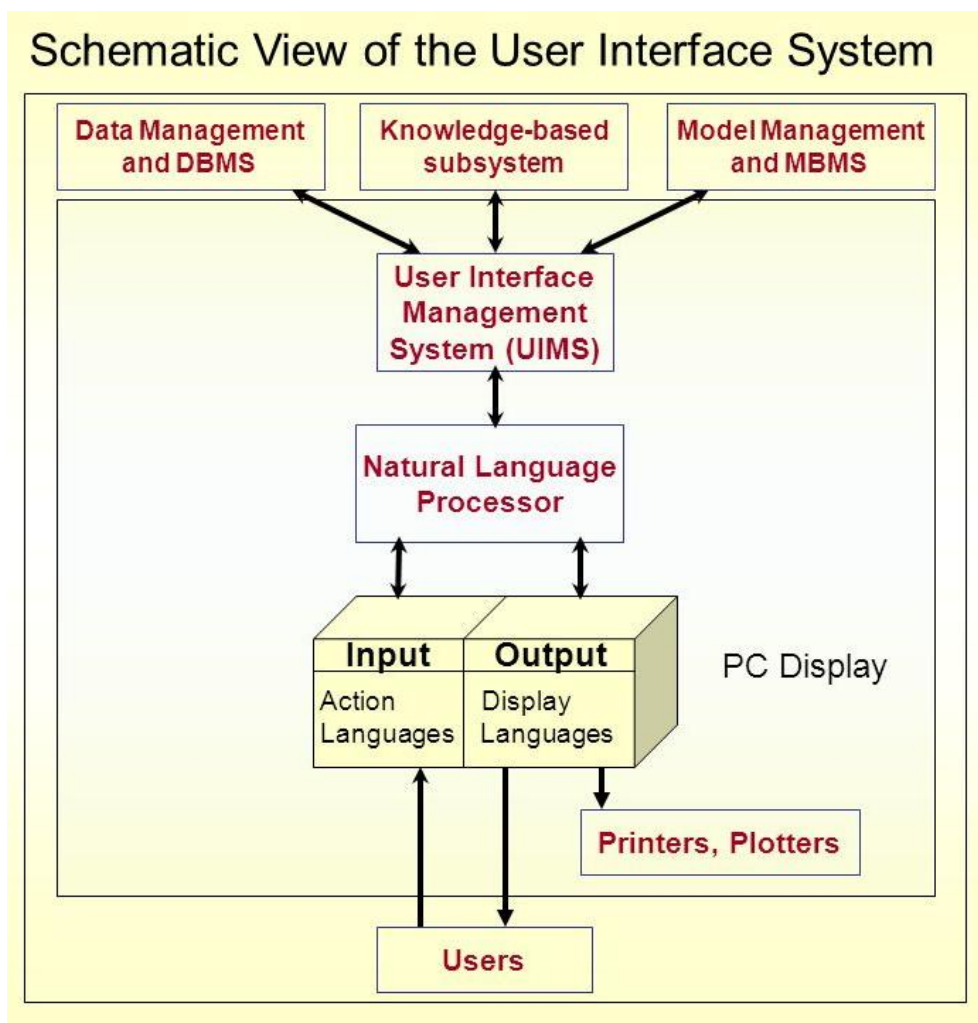 Schematic View of the User Interface System
Data Management
and DBMS
Knowledge-based
subsystem
Model Management
and MBMS
User Interface
Management
System (UIMS)
Natural Language
Processor
Input
Output
Action
Languages
Display
Languages
PC Display
Printers, Plotters
Users